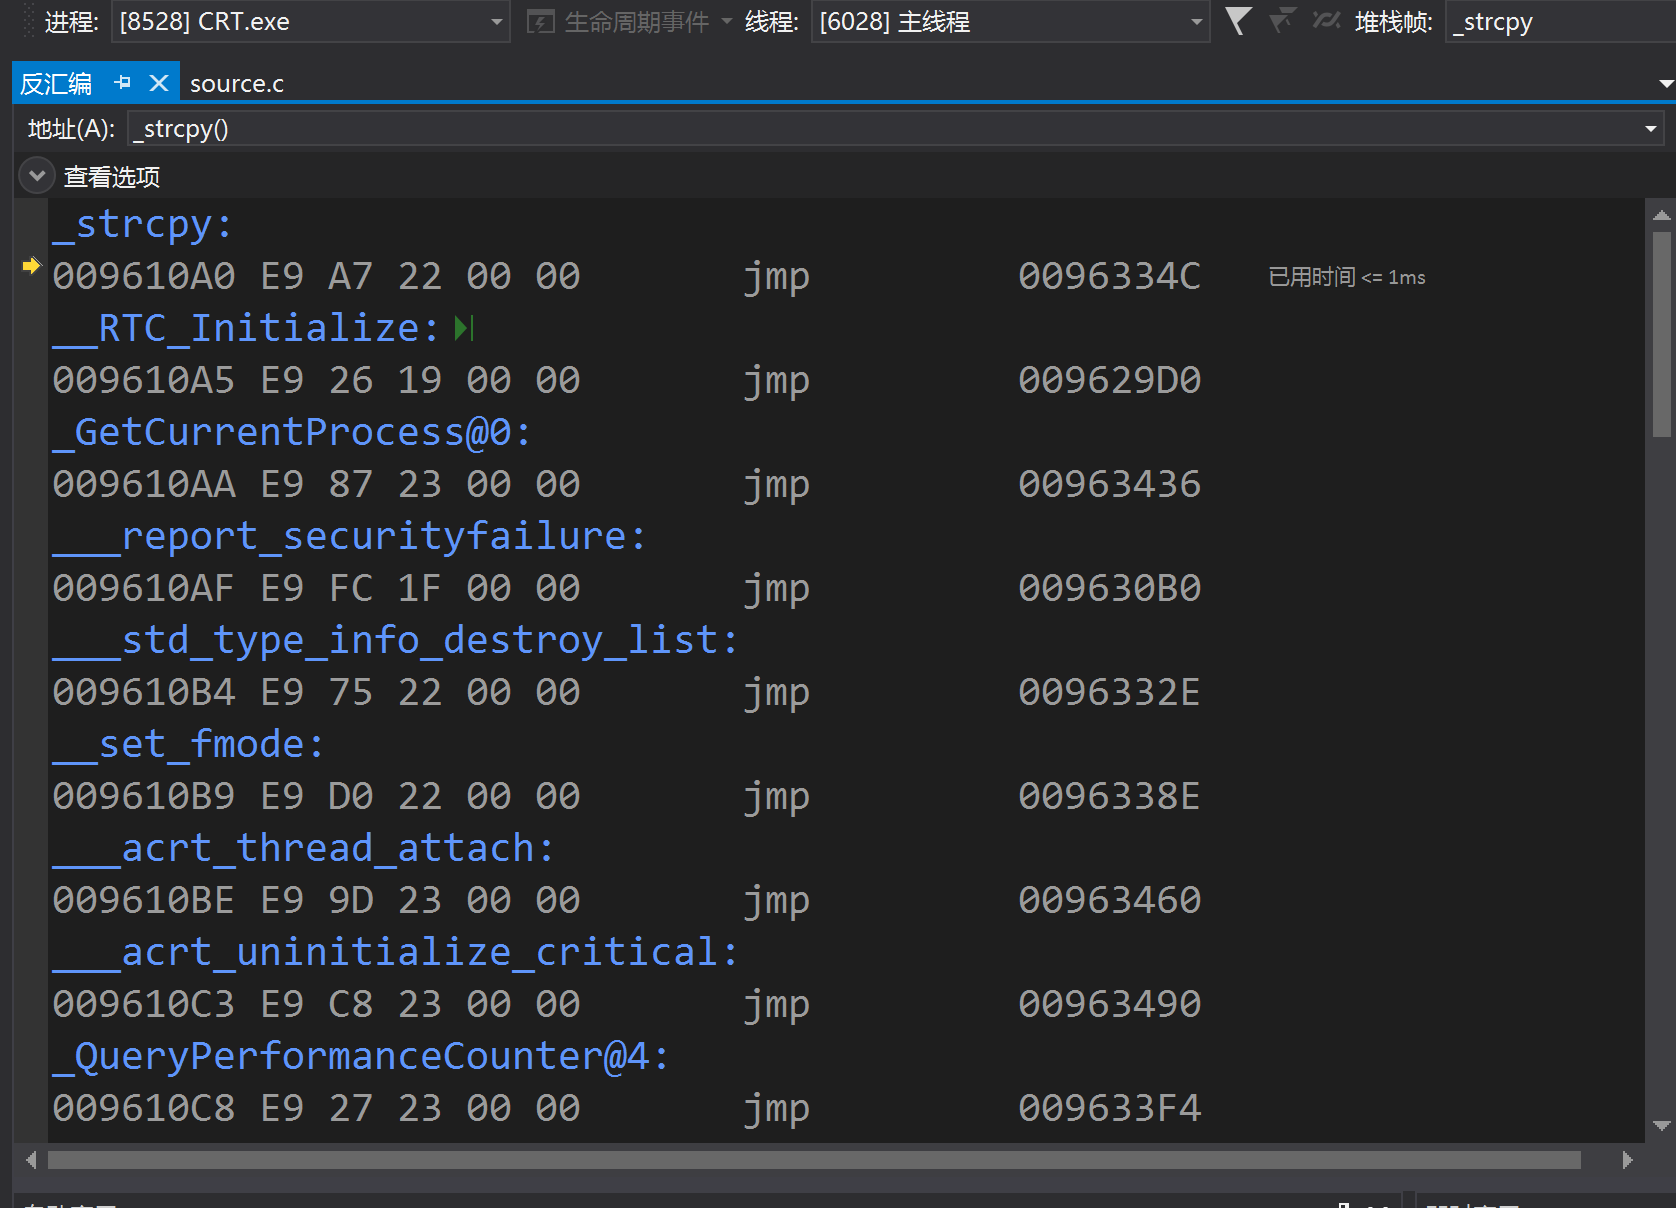 进程: [8528] CRT.exe 生命周期事件 线程: [6028] 主线程 堆栈帧: _strcpy
反汇编 source.c
地址(A): _strcpy()
查看选项
_strcpy:
009610A0 E9 A7 22 00 00 jmp 0096334C 已用时间 <= 1ms
__RTC_Initialize:
009610A5 E9 26 19 00 00 jmp 009629D0
_GetCurrentProcess@0:
009610AA E9 87 23 00 00 jmp 00963436
___report_securityfailure:
009610AF E9 FC 1F 00 00 jmp 009630B0
___std_type_info_destroy_list:
009610B4 E9 75 22 00 00 jmp 0096332E
__set_fmode:
009610B9 E9 D0 22 00 00 jmp 0096338E
___acrt_thread_attach:
009610BE E9 9D 23 00 00 jmp 00963460
___acrt_uninitialize_critical:
009610C3 E9 C8 23 00 00 jmp 00963490
_QueryPerformanceCounter@4:
009610C8 E9 27 23 00 00 jmp 009633F4